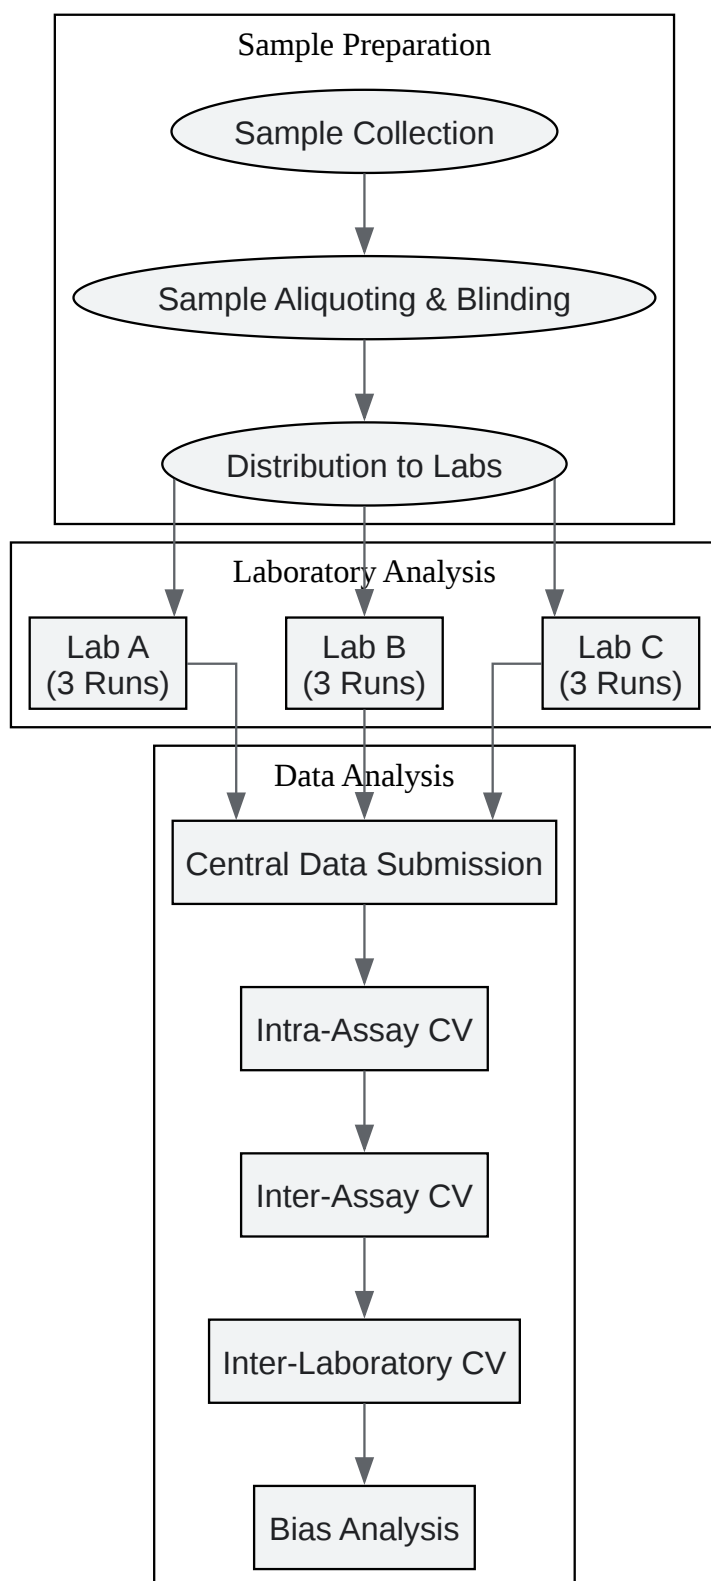 Sample Preparation
Sample Collection
Sample Aliquoting & Blinding
Distribution to Labs
Laboratory Analysis
Lab A
(3 Runs)
Lab B
(3 Runs)
Lab C
(3 Runs)
Data Analysis
Central Data Submission
Intra-Assay CV
Inter-Assay CV
Inter-Laboratory CV
Bias Analysis